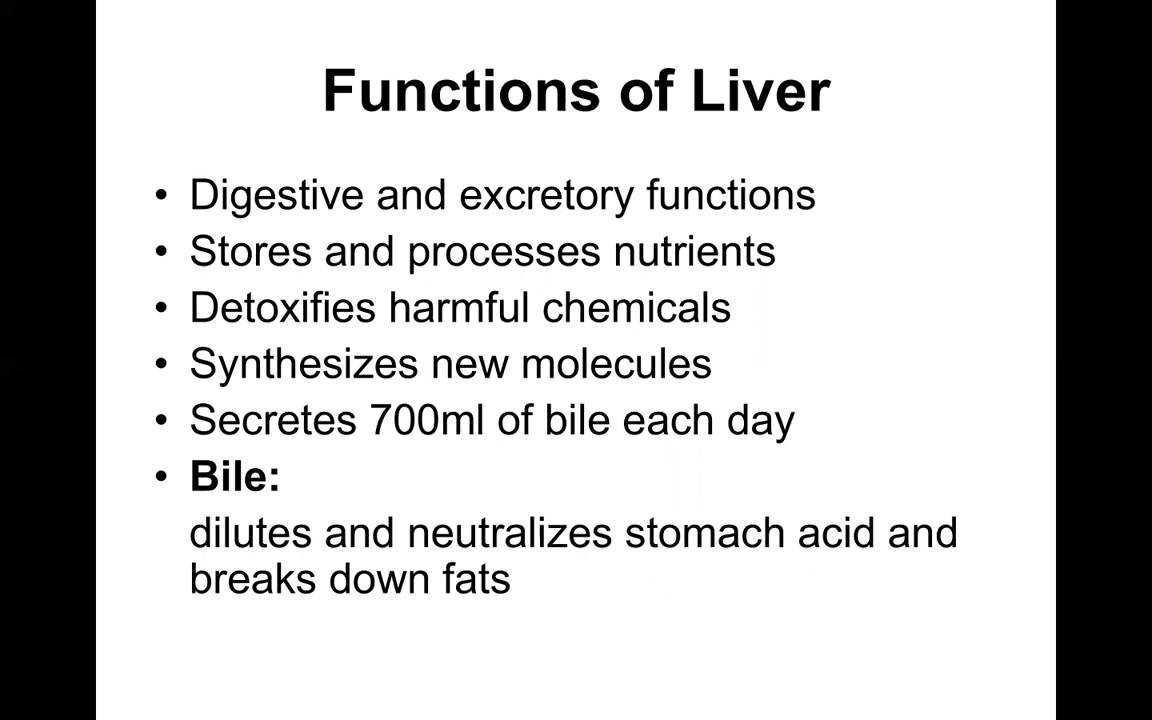 Functions of Liver
• Digestive and excretory functions
• Stores and processes nutrients
• Detoxifies harmful chemicals
• Synthesizes new molecules
• Secretes 700ml of bile each day
• Bile:
dilutes and neutralizes stomach acid and
breaks down fats